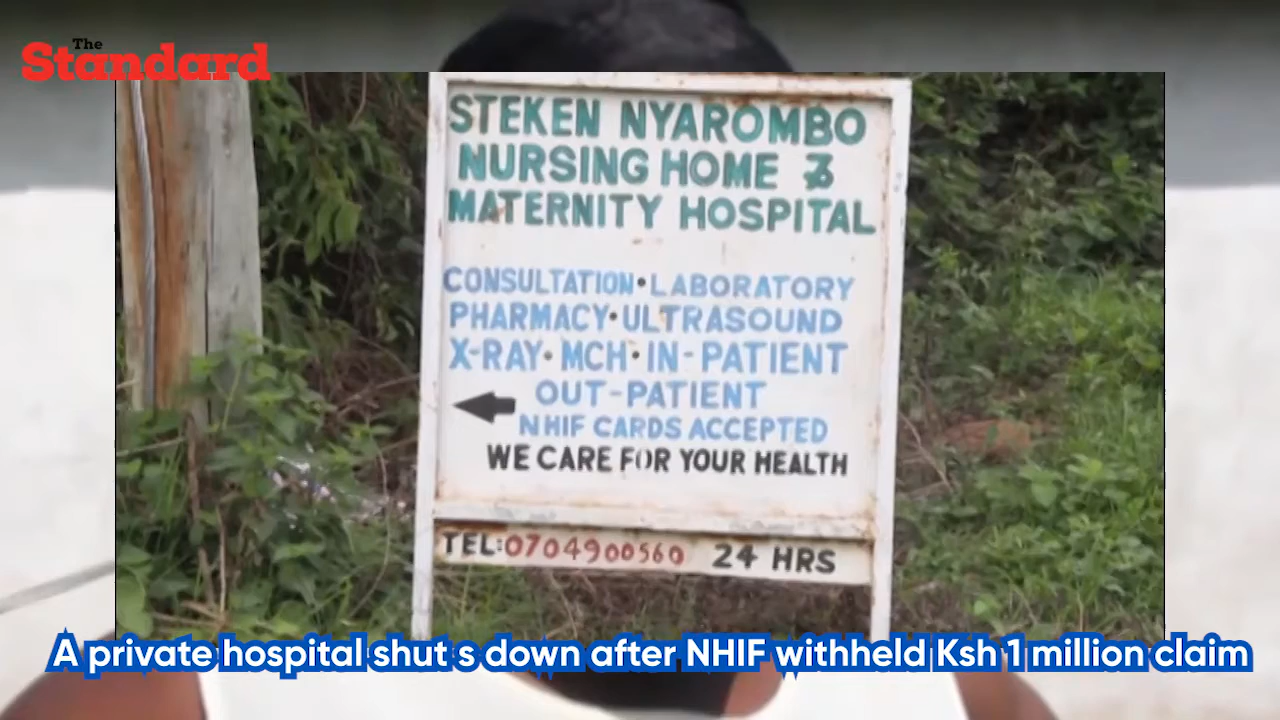 The
Standard
STEKEN NYAROMBO
NURSING HOME &
MATERNITY HOSPITAL
CONSULTATION•LABORATORY
PHARMACY•ULTRASOUND
X-RAY•MCH•IN-PATIENT
OUT-PATIENT
NHIF CARDS ACCEPTED
WE CARE FOR YOUR HEALTH
TEL:0704900560 24 HRS
A private hospital shut s down after NHIF withheld Ksh 1 million claim